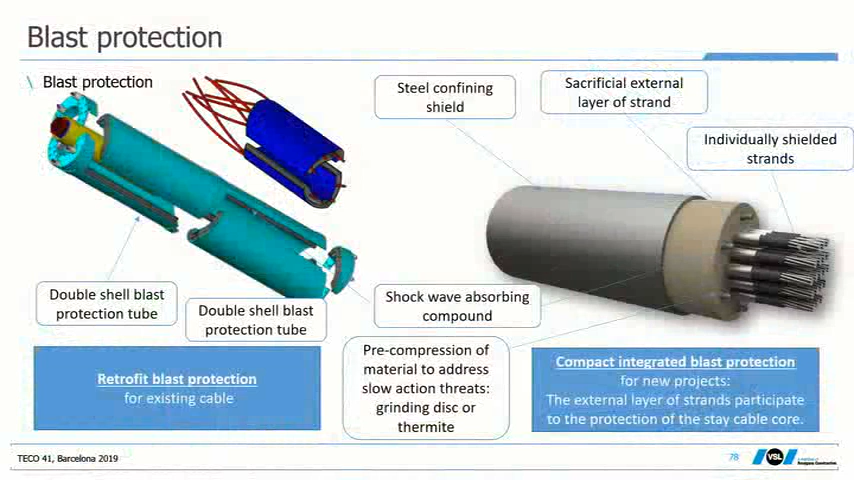 Blast protection
\ Blast protection
Steel confining
shield
Sacrificial external
layer of strand
Individually shielded
strands
Double shell blast
protection tube
Double shell blast
protection tube
Shock wave absorbing
compound
Pre-compression of
material to address
slow action threats:
grinding disc or
thermite
Retrofit blast protection
for existing cable
Compact integrated blast protection
for new projects:
The external layer of strands participate
to the protection of the stay cable core.
TECO 41, Barcelona 2019
78
VSL